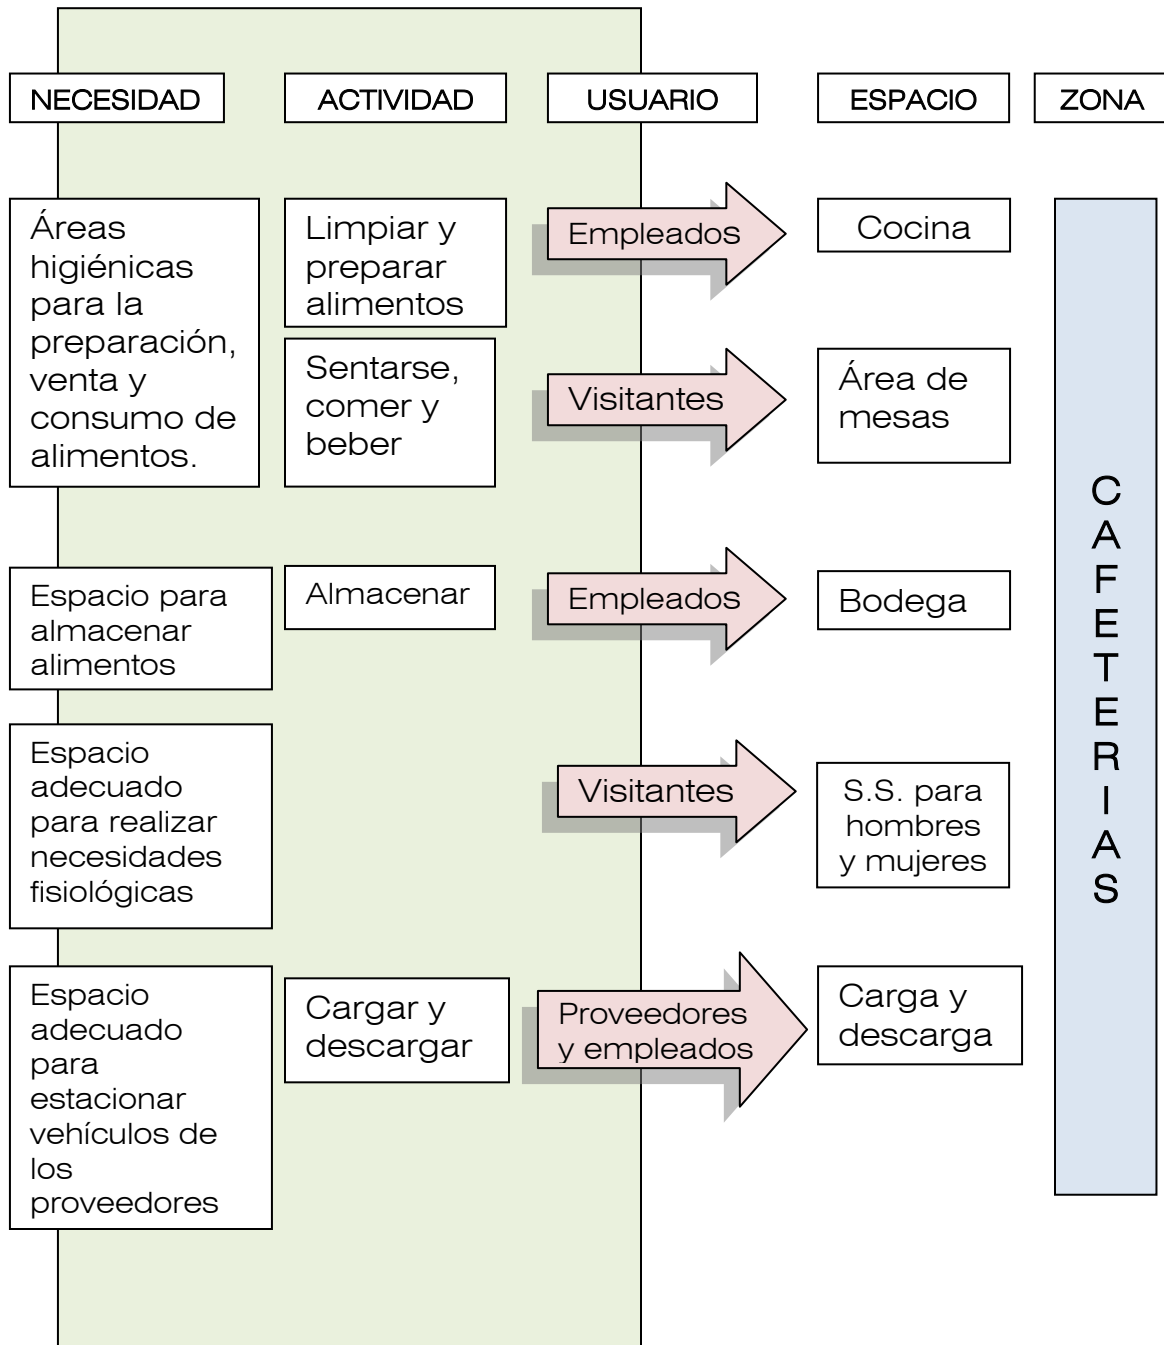 NECESIDAD
ACTIVIDAD
USUARIO
ESPACIO
ZONA
Áreas
higiénicas
para la
preparación,
venta y
consumo de
alimentos.
Limpiar y
preparar
alimentos
Empleados
Cocina
Sentarse,
comer y
beber
Visitantes
Área de
mesas
Espacio para
almacenar
alimentos
Almacenar
Empleados
Bodega
Espacio
adecuado
para realizar
necesidades
fisiológicas
Visitantes
S.S. para
hombres
y mujeres
Espacio
adecuado
para
estacionar
vehículos de
los
proveedores
Cargar y
descargar
Proveedores
y empleados
Carga y
descarga
C
A
F
E
T
E
R
I
A
S